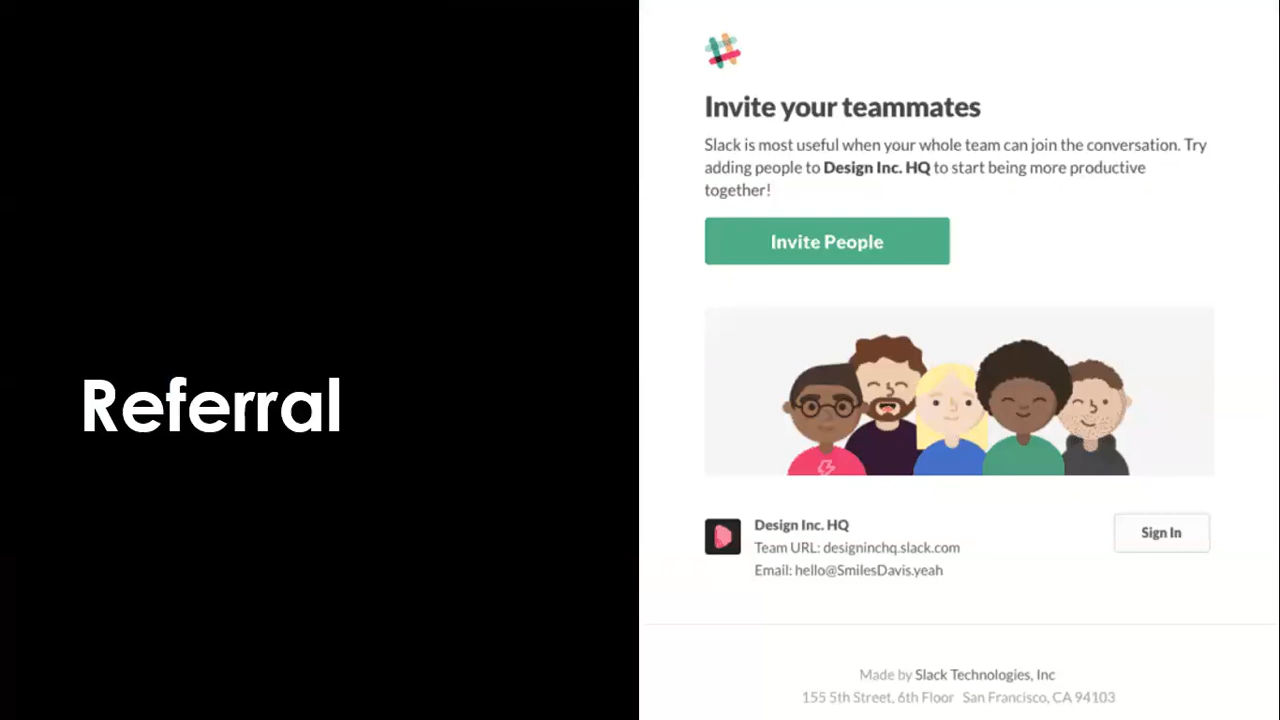 Referral
Invite your teammates
Slack is most useful when your whole team can join the conversation. Try
adding people to Design Inc. HQ to start being more productive
together!
Invite People
Design Inc. HQ
Team URL: designinchq.slack.com
Email: hello@SmilesDavis.yeah
Sign In
Made by Slack Technologies, Inc
155 5th Street, 6th Floor San Francisco, CA 94103